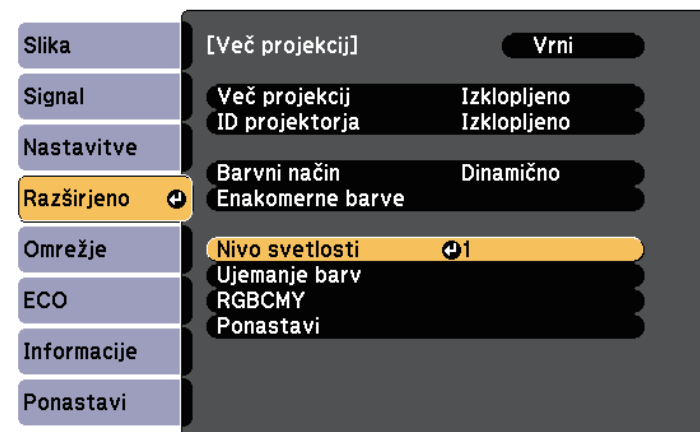 Slika
Signal
Nastavitve
Razširjeno
Omrežje
ECO
Informacije
Ponastavi
[Več projekcij] Vrni
Več projekcij Izklopljeno
ID projektorja Izklopljeno
Barvni način Dinamično
Enakomerne barve
Nivo svetlosti 1
Ujemanje barv
RGBCMY
Ponastavi